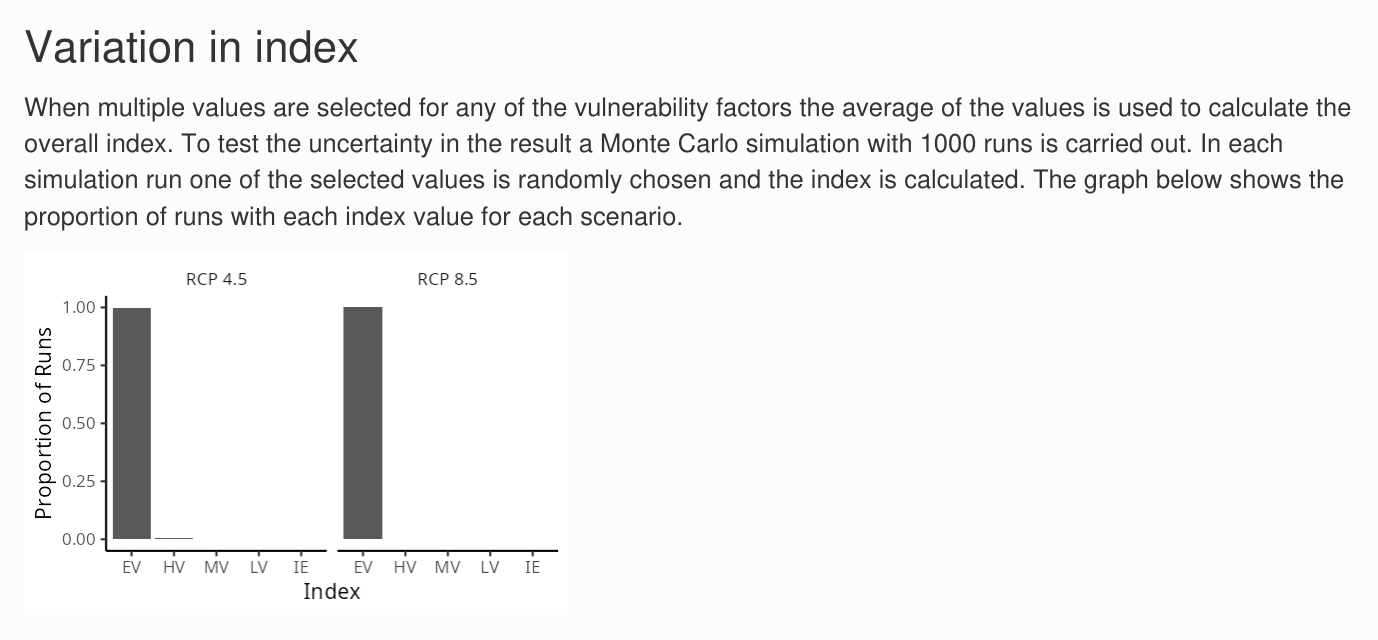 Variation in index
When multiple values are selected for any of the vulnerability factors the average of the values is used to calculate the
overall index. To test the uncertainty in the result a Monte Carlo simulation with 1000 runs is carried out. In each
simulation run one of the selected values is randomly chosen and the index is calculated. The graph below shows the
proportion of runs with each index value for each scenario.
RCP 4.5 RCP 8.5
Proportion of Runs
1.00
0.75
0.50
0.25
0.00
EV HV MV LV IE EV HV MV LV IE
Index